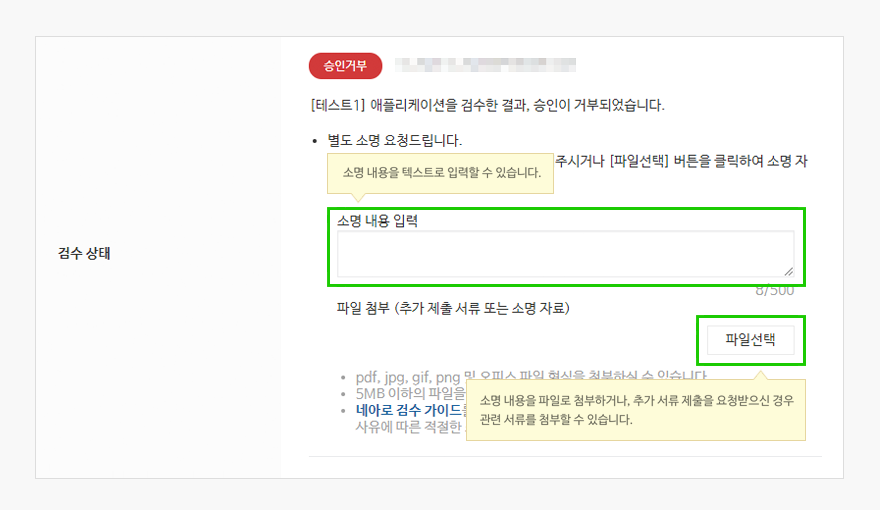 승인거부
[테스트1] 애플리케이션을 검수한 결과, 승인이 거부되었습니다.
• 별도 소명 요청드립니다.
주시거나 [파일선택] 버튼을 클릭하여 소명 자
소명 내용을 텍스트로 입력할 수 있습니다.
소명 내용 입력
검수 상태
8/500
파일 첨부 (추가 제출 서류 또는 소명 자료)
파일선택
• pdf, jpg, gif, png 및 오피스 파일 형식을 첨부하실 수 있습니다
• 5MB 이하의 파일을
• 네아로 검수 가이드를
사유에 따른 적절한
소명 내용을 파일로 첨부하거나, 추가 서류 제출을 요청받으신 경우
관련 서류를 첨부할 수 있습니다.